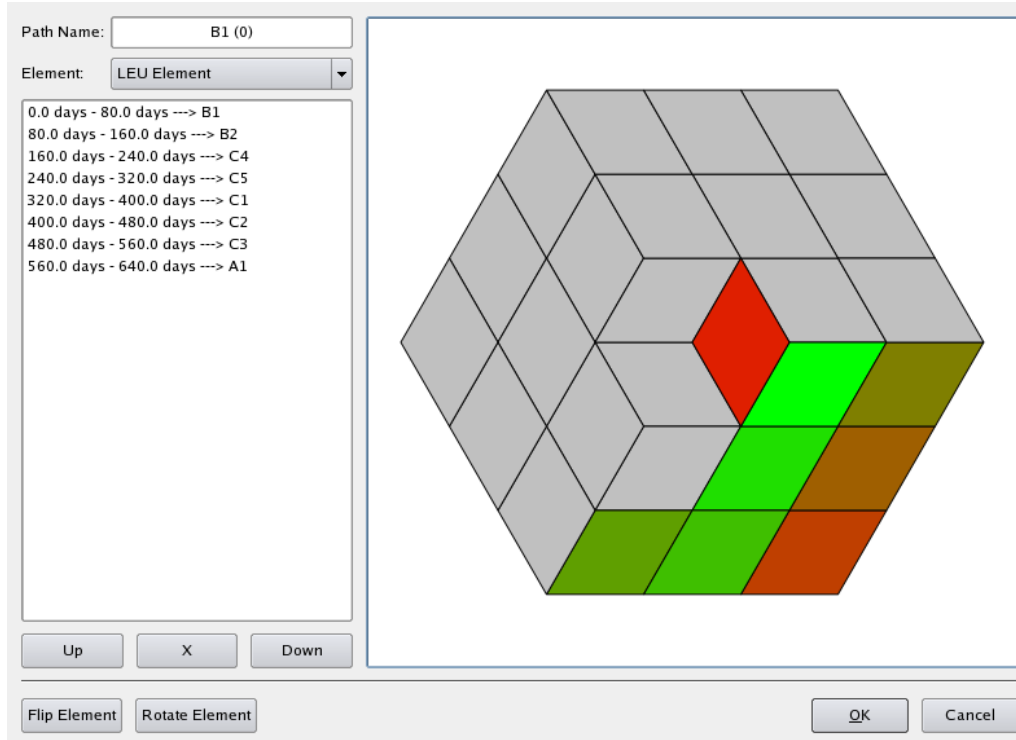 Path Name: B1 (0)
Element: LEU Element
0.0 days - 80.0 days ---> B1
80.0 days - 160.0 days ---> B2
160.0 days - 240.0 days ---> C4
240.0 days - 320.0 days ---> C5
320.0 days - 400.0 days ---> C1
400.0 days - 480.0 days ---> C2
480.0 days - 560.0 days ---> C3
560.0 days - 640.0 days ---> A1
Up X Down
Flip Element Rotate Element OK Cancel